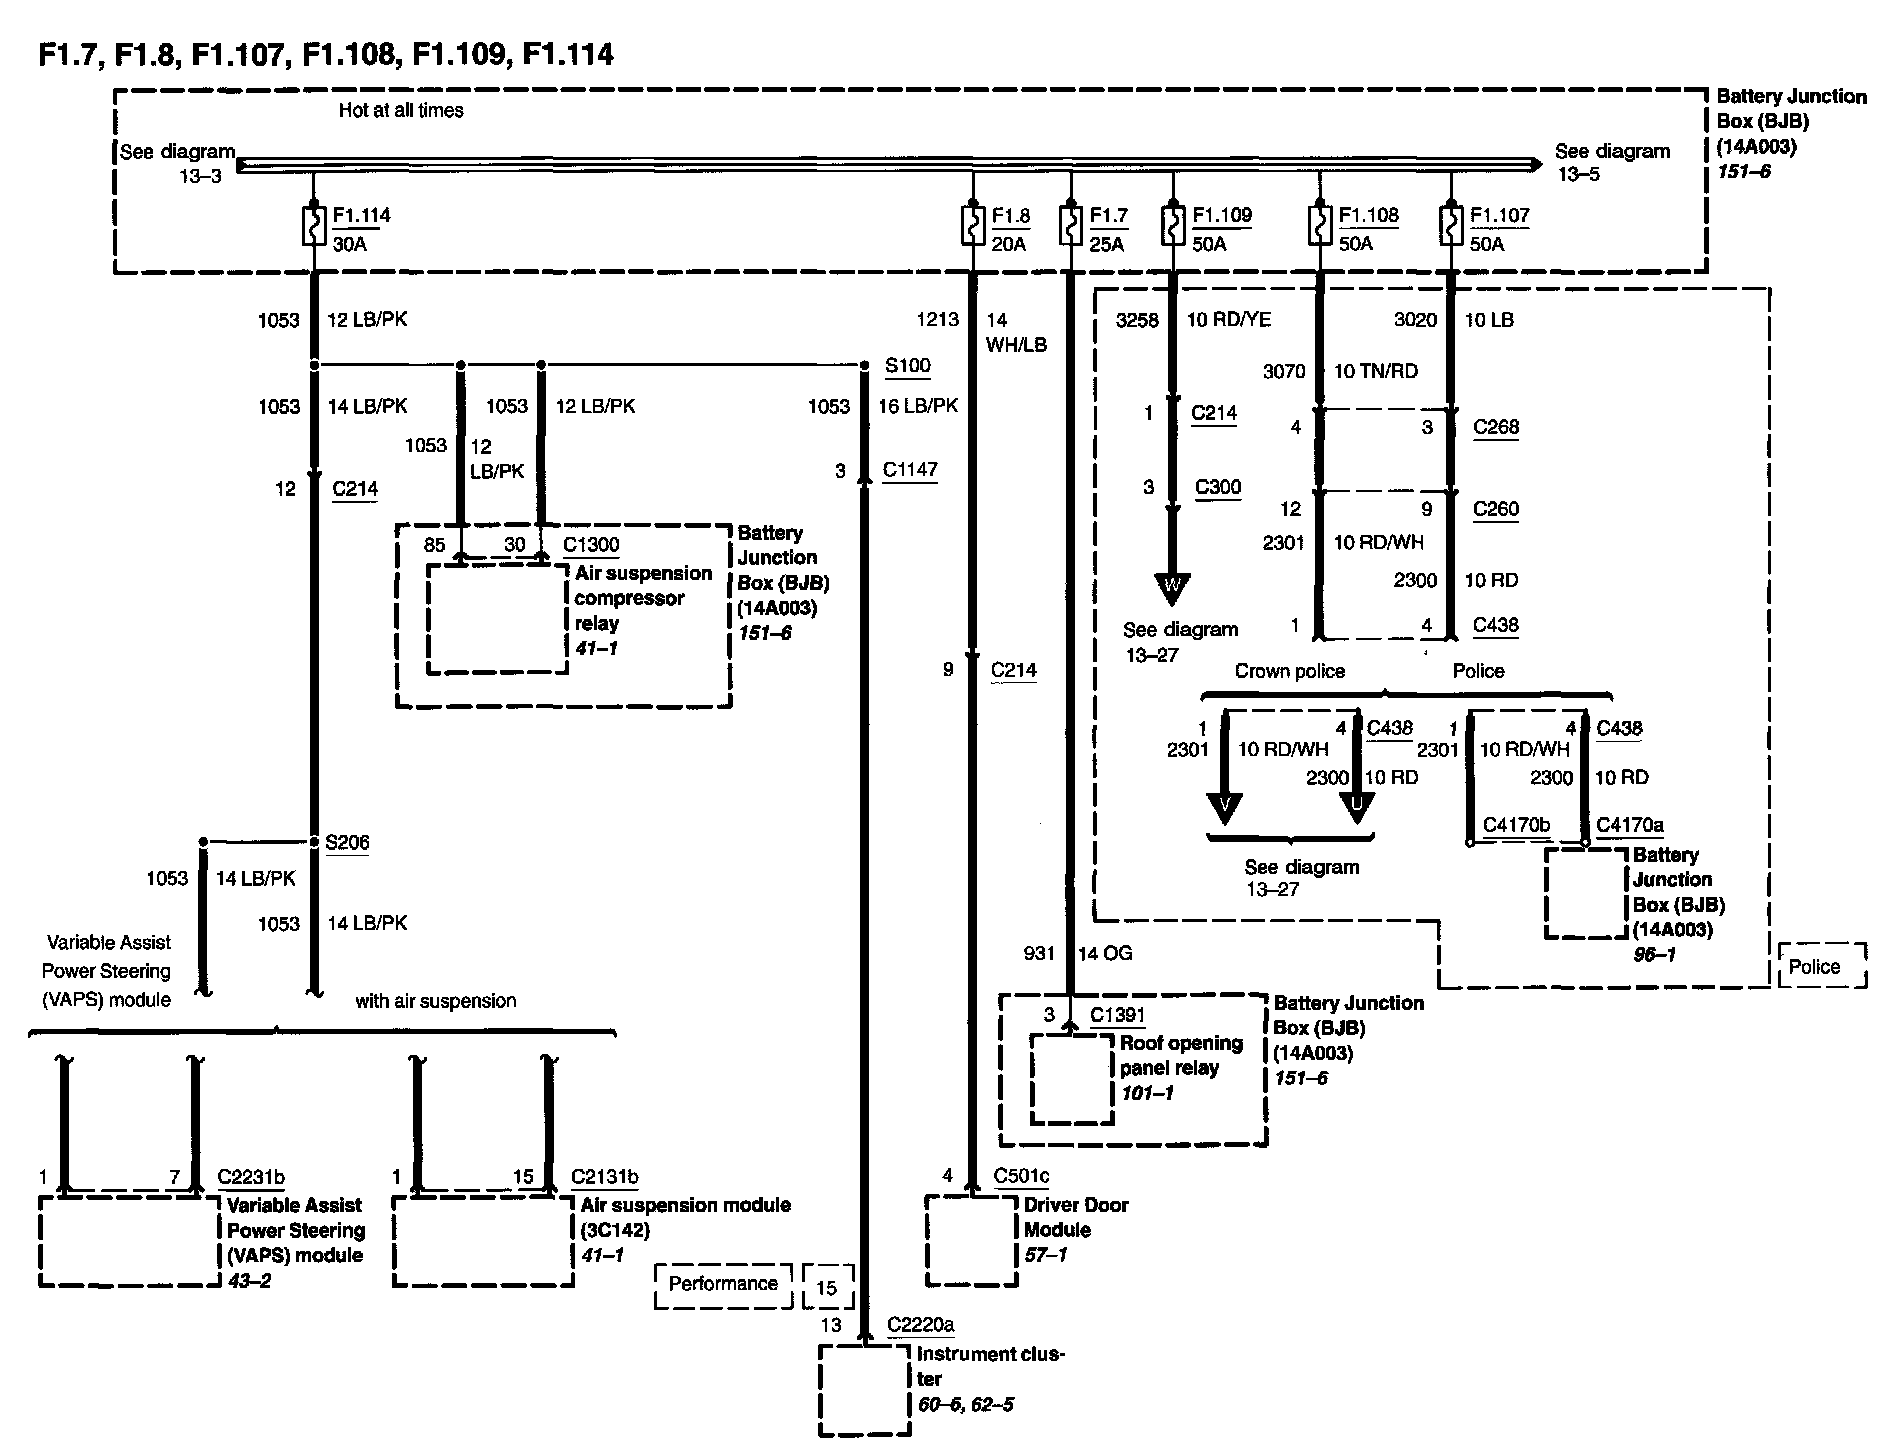 F1.7, F1.8, F1.107, F1.108, F1.109, F1.114
Hot at all times
See diagram
13–3
See diagram
13–5
Battery Junction
Box (BJB)
(14A003)
151–6
F1.114
30A
F1.8
20A
F1.7
25A
F1.109
50A
F1.108
50A
F1.107
50A
1053
12 LB/PK
1213
14
WH/LB
3258
10 RD/YE
3020
10 LB
S100
3070
10 TN/RD
1053
14 LB/PK
1053
12 LB/PK
1053
16 LB/PK
1
C214
4
3
C268
1053
12
LB/PK
3
C1147
12
C214
3
C300
12
9
C260
85
30
C1300
Battery
Junction
Box (BJB)
(14A003)
151–6
Air suspension
compressor
relay
41–1
2301
10 RD/WH
2300
10 RD
W
See diagram
13–27
1
4
C438
9
C214
Crown police
Police
1
4
C438
1
4
C438
2301
10 RD/WH
2301
10 RD/WH
2300
10 RD
2300
10 RD
V
U
C4170b
C4170a
S206
See diagram
13–27
Battery
Junction
Box (BJB)
(14A003)
96–1
1053
14 LB/PK
1053
14 LB/PK
Variable Assist
Power Steering
(VAPS) module
with air suspension
931
14 OG
Police
3
C1391
Roof opening
panel relay
101–1
Battery Junction
Box (BJB)
(14A003)
151–6
1
7
C2231b
Variable Assist
Power Steering
(VAPS) module
43–2
1
15
C2131b
Air suspension module
(3C142)
41–1
4
C501c
Driver Door
Module
57–1
Performance
15
13
C2220a
Instrument clus-
ter
60–6, 62–5